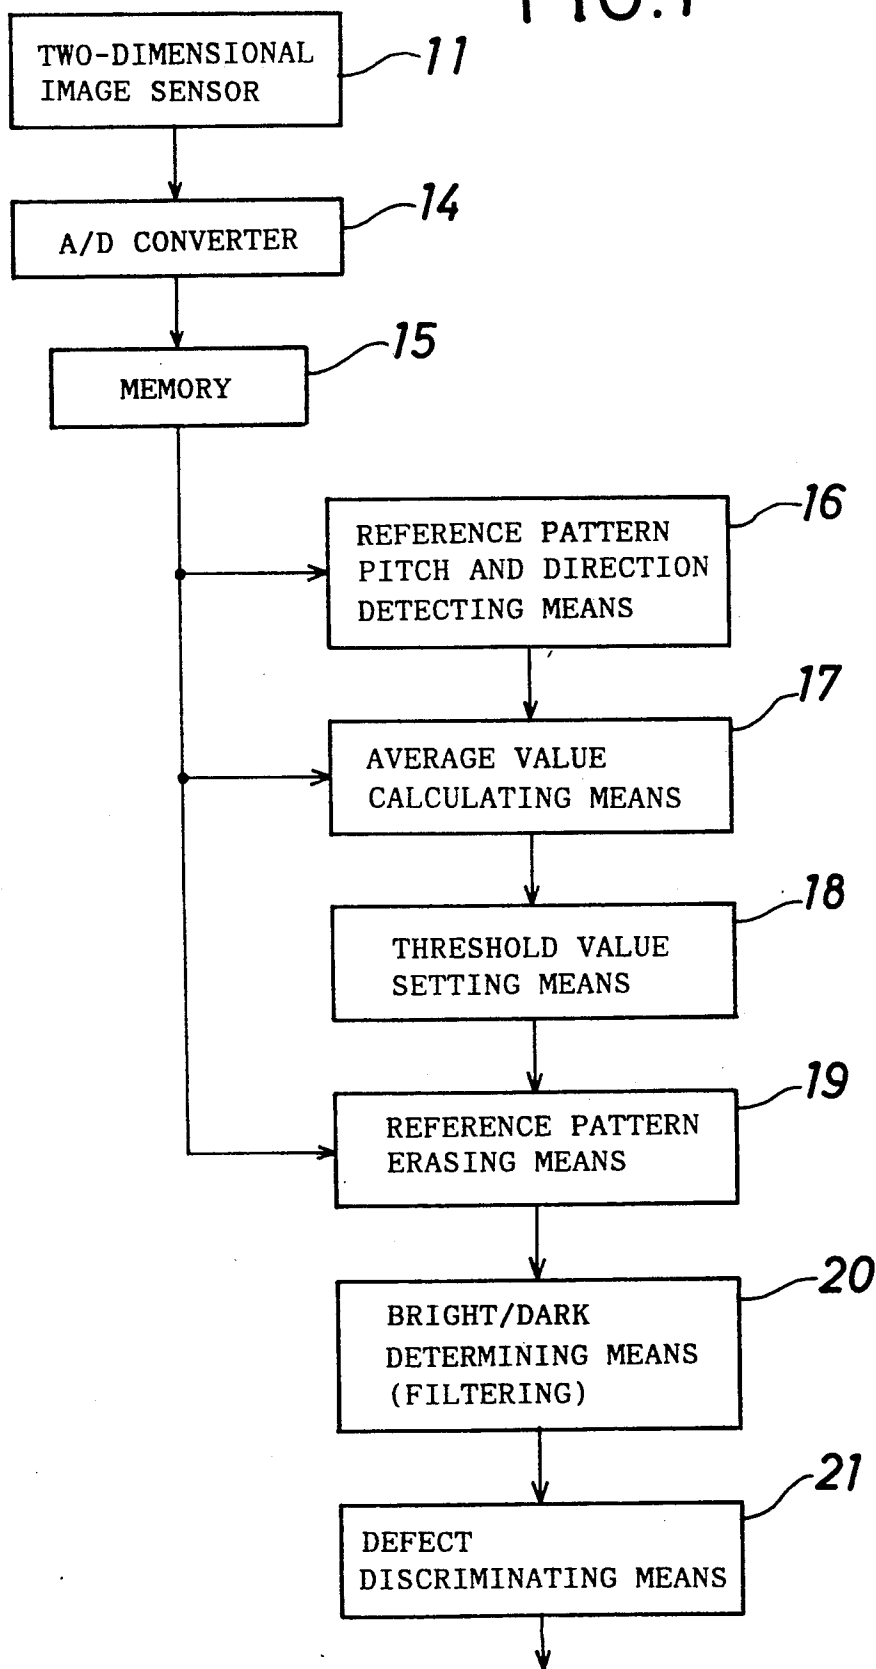 TWO-DIMENSIONAL
IMAGE SENSOR
11
A/D CONVERTER
14
MEMORY
15
REFERENCE PATTERN
PITCH AND DIRECTION
DETECTING MEANS
16
AVERAGE VALUE
CALCULATING MEANS
17
THRESHOLD VALUE
SETTING MEANS
18
REFERENCE PATTERN
ERASING MEANS
19
BRIGHT/DARK
DETERMINING MEANS
(FILTERING)
20
DEFECT
DISCRIMINATING MEANS
21